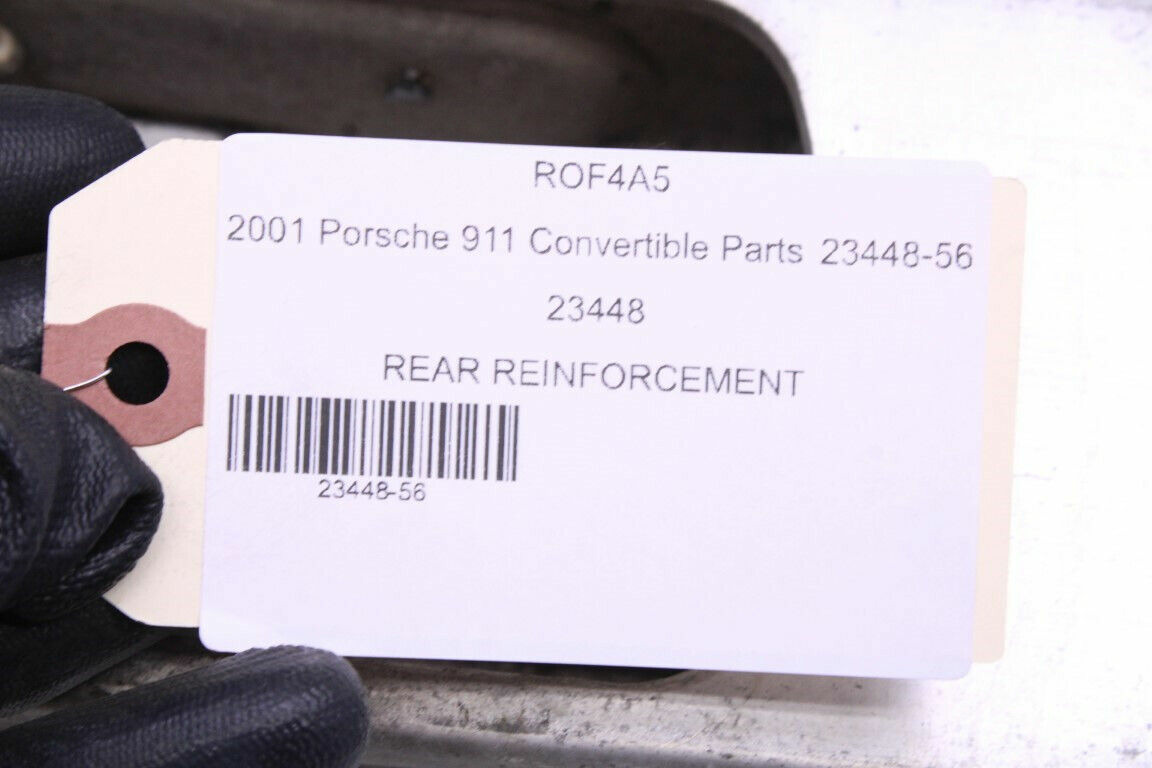 ROF4A5
2001 Porsche 911 Convertible Parts 23448-56
23448
REAR REINFORCEMENT
23448-56